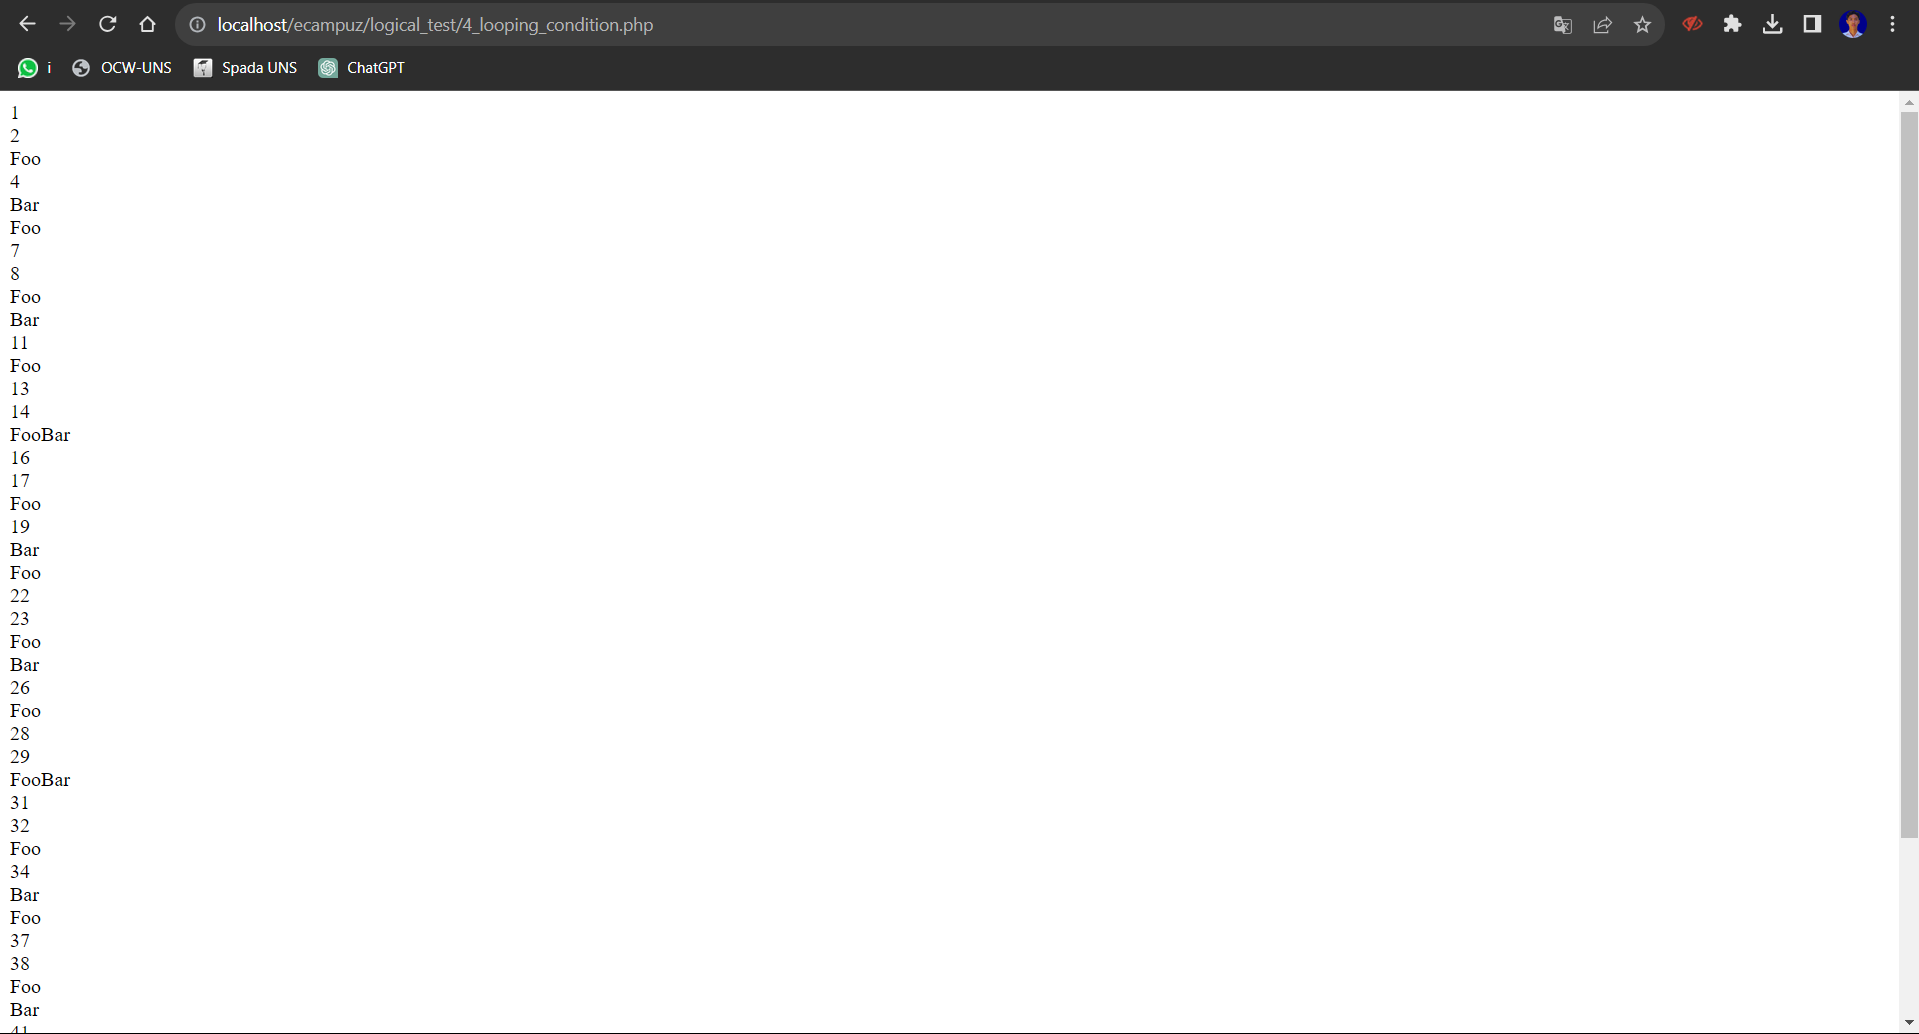 localhost/ecampuz/logical_test/4_looping_condition.php
i OCW-UNS Spada UNS ChatGPT
1
2
Foo
4
Bar
Foo
7
8
Foo
Bar
11
Foo
13
14
FooBar
16
17
Foo
19
Bar
Foo
22
23
Foo
Bar
26
Foo
28
29
FooBar
31
32
Foo
34
Bar
Foo
37
38
Foo
Bar
41